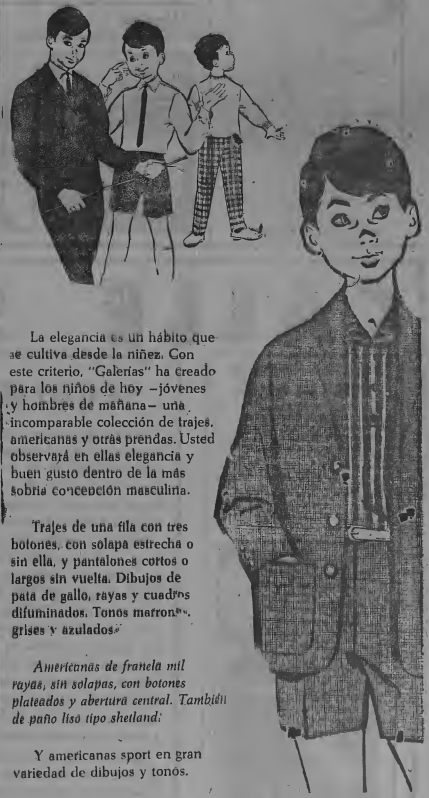 La elegancia es un hábito que
se cultiva desde la niñez. Con
este criterio, "Galerías" ha creado
para los niños de hoy —jóvenes
y hombres de mañana— una
incomparable colección de trajes,
americanas y otras prendas. Usted
observará en ellas elegancia y
buen gusto dentro de la más
sobria concepción masculina.
Trajes de una fila con tres
botones, con solapa estrecha o
sin ella, y pantalones cortos o
largos sin vuelta. Dibujos de
pata de gallo, rayas y cuadros
difuminados. Tonos marrones,
grises y azulados.
Americanas de franela mil
rayas, sin solapas, con botones
plateados y abertura central. También
de paño liso tipo shetland.
Y americanas sport en gran
variedad de dibujos y tonos.